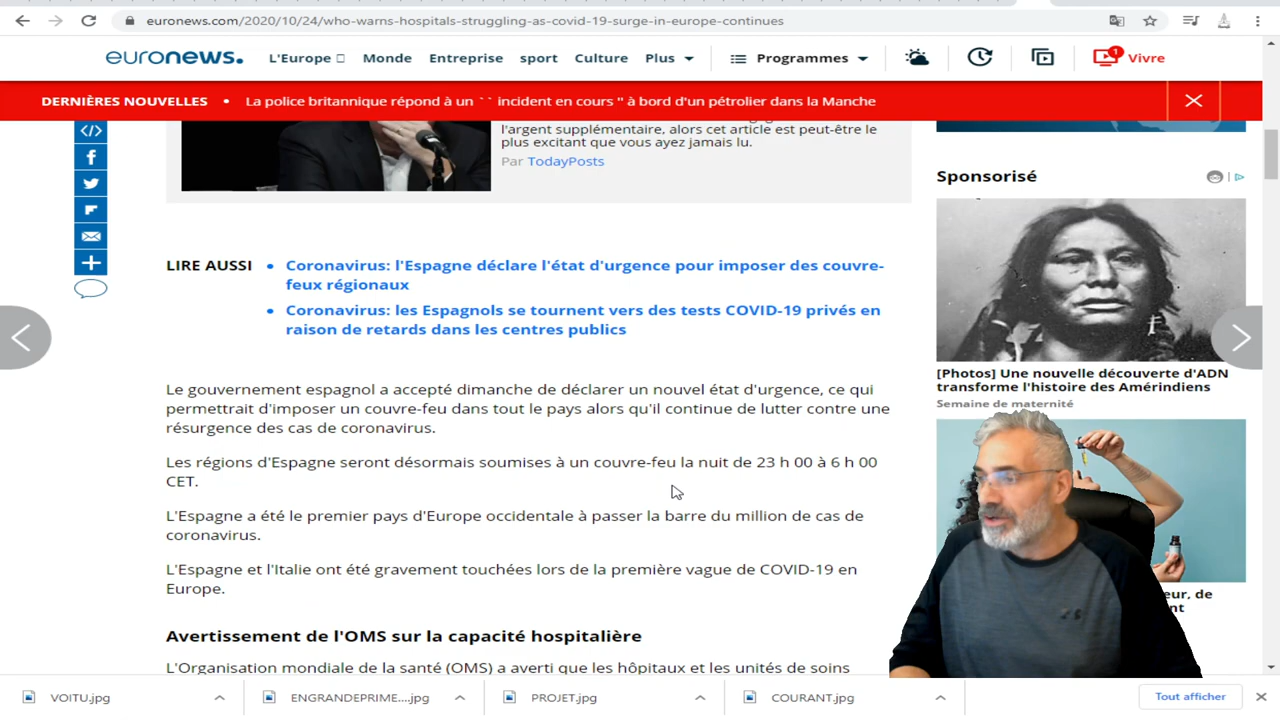 euronews.com/2020/10/24/who-warns-hospitals-struggling-as-covid-19-surge-in-europe-continues
euronews.
L'Europe
Monde
Entreprise
sport
Culture
Plus
Programmes
1
Vivre
DERNIÈRES NOUVELLES • La police britannique répond à un `` incident en cours " à bord d'un pétrolier dans la Manche
l'argent supplémentaire, alors cet article est peut-être le
plus excitant que vous ayez jamais lu.
Par TodayPosts
LIRE AUSSI
• Coronavirus: l'Espagne déclare l'état d'urgence pour imposer des couvre-
feux régionaux
• Coronavirus: les Espagnols se tournent vers des tests COVID-19 privés en
raison de retards dans les centres publics
Le gouvernement espagnol a accepté dimanche de déclarer un nouvel état d'urgence, ce qui
permettrait d'imposer un couvre-feu dans tout le pays alors qu'il continue de lutter contre une
résurgence des cas de coronavirus.
Les régions d'Espagne seront désormais soumises à un couvre-feu la nuit de 23 h 00 à 6 h 00
CET.
L'Espagne a été le premier pays d'Europe occidentale à passer la barre du million de cas de
coronavirus.
L'Espagne et l'Italie ont été gravement touchées lors de la première vague de COVID-19 en
Europe.
Avertissement de l'OMS sur la capacité hospitalière
L'Organisation mondiale de la santé (OMS) a averti que les hôpitaux et les unités de soins
Sponsorisé
[Photos] Une nouvelle découverte d'ADN
transforme l'histoire des Amérindiens
Semaine de maternité
eur, de
nt
VOITU.jpg
ENGRANDEPRIME....jpg
PROJET.jpg
COURANT.jpg
Tout afficher